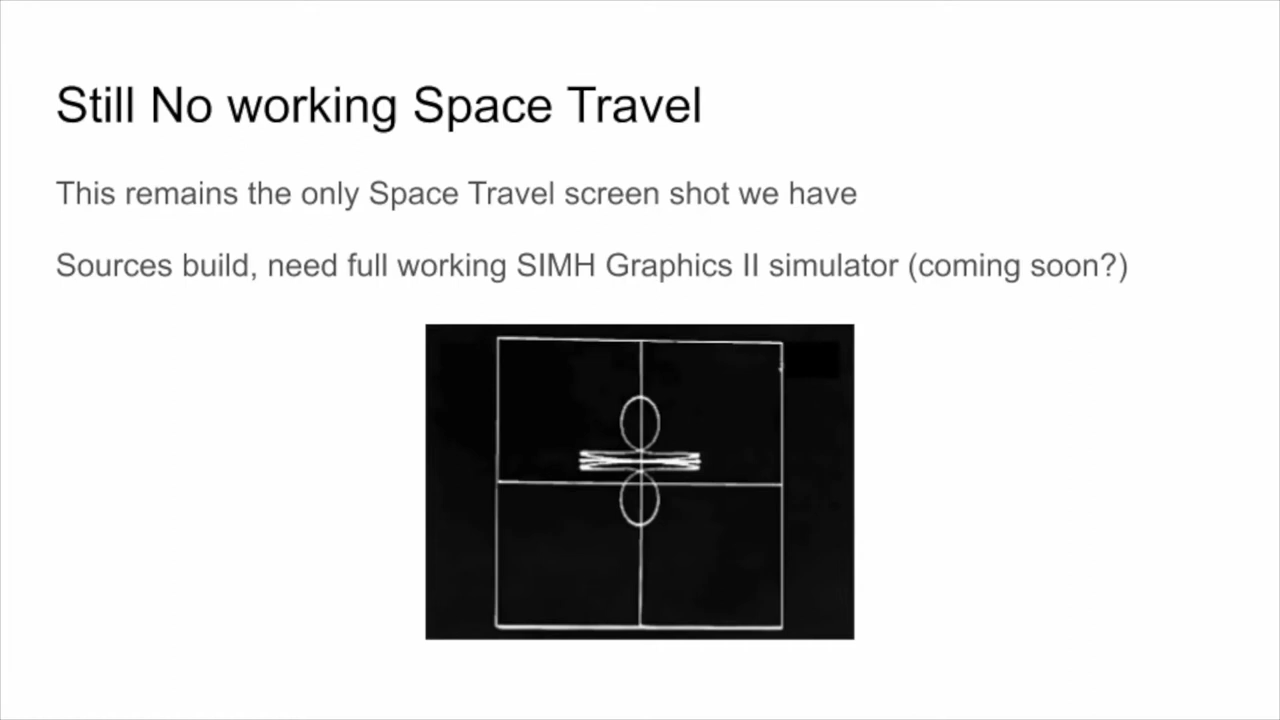 Still No working Space Travel
This remains the only Space Travel screen shot we have
Sources build, need full working SIMH Graphics II simulator (coming soon?)